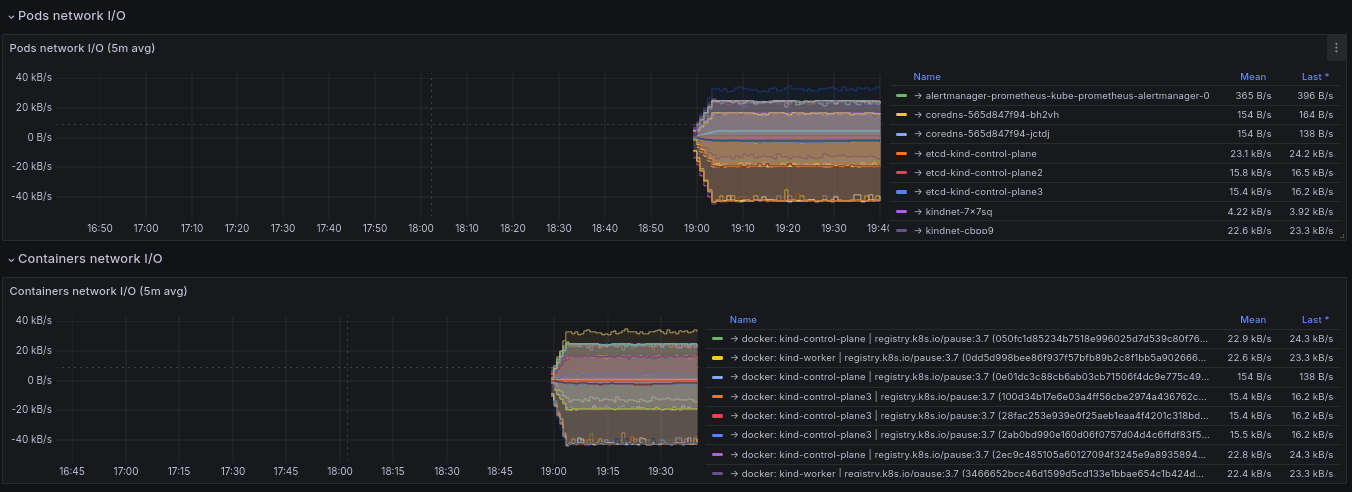 Pods network I/O
Pods network I/O (5m avg)
40 kB/s
20 kB/s
0 B/s
-20 kB/s
-40 kB/s
16:50 17:00 17:10 17:20 17:30 17:40 17:50 18:00 18:10 18:20 18:30 18:40 18:50 19:00 19:10 19:20 19:30 19:40
Name Mean Last *
→ alertmanager-prometheus-kube-prometheus-alertmanager-0 365 B/s 396 B/s
→ coredns-565d847f94-bh2vh 154 B/s 164 B/s
→ coredns-565d847f94-jctdj 154 B/s 138 B/s
→ etcd-kind-control-plane 23.1 kB/s 24.2 kB/s
→ etcd-kind-control-plane2 15.8 kB/s 16.5 kB/s
→ etcd-kind-control-plane3 15.4 kB/s 16.2 kB/s
→ kindnet-7x7sq 4.22 kB/s 3.92 kB/s
→ kindnet-cbpp9 22.6 kB/s 23.3 kB/s
Containers network I/O
Containers network I/O (5m avg)
40 kB/s
20 kB/s
0 B/s
-20 kB/s
-40 kB/s
16:45 17:00 17:15 17:30 17:45 18:00 18:15 18:30 18:45 19:00 19:15 19:30
Name Mean Last *
→ docker: kind-control-plane | registry.k8s.io/pause:3.7 (050fc1d85234b7518e996025d7d539c80f76... 22.9 kB/s 24.3 kB/s
→ docker: kind-worker | registry.k8s.io/pause:3.7 (0dd5d998bee86f937f57bfb89b2c8f1bb5a902666... 22.6 kB/s 23.3 kB/s
→ docker: kind-control-plane | registry.k8s.io/pause:3.7 (0e01dc3c88cb6ab03cb71506f4dc9e775c49... 154 B/s 138 B/s
→ docker: kind-control-plane3 | registry.k8s.io/pause:3.7 (100d34b17e6e03a4ff56cbe2974a436762c... 15.4 kB/s 16.2 kB/s
→ docker: kind-control-plane3 | registry.k8s.io/pause:3.7 (28fac253e939e0f25aeb1eaa4f4201c318bd... 15.4 kB/s 16.2 kB/s
→ docker: kind-control-plane3 | registry.k8s.io/pause:3.7 (2ab0bd990e160d06f0757d04d4c6ffdf83f5... 15.5 kB/s 16.2 kB/s
→ docker: kind-control-plane | registry.k8s.io/pause:3.7 (2ec9c485105a60127094f3245e9a8935894... 22.8 kB/s 24.3 kB/s
→ docker: kind-worker | registry.k8s.io/pause:3.7 (3466652bcc46d1599d5cd133e1bbae654c1b424d... 22.4 kB/s 23.3 kB/s